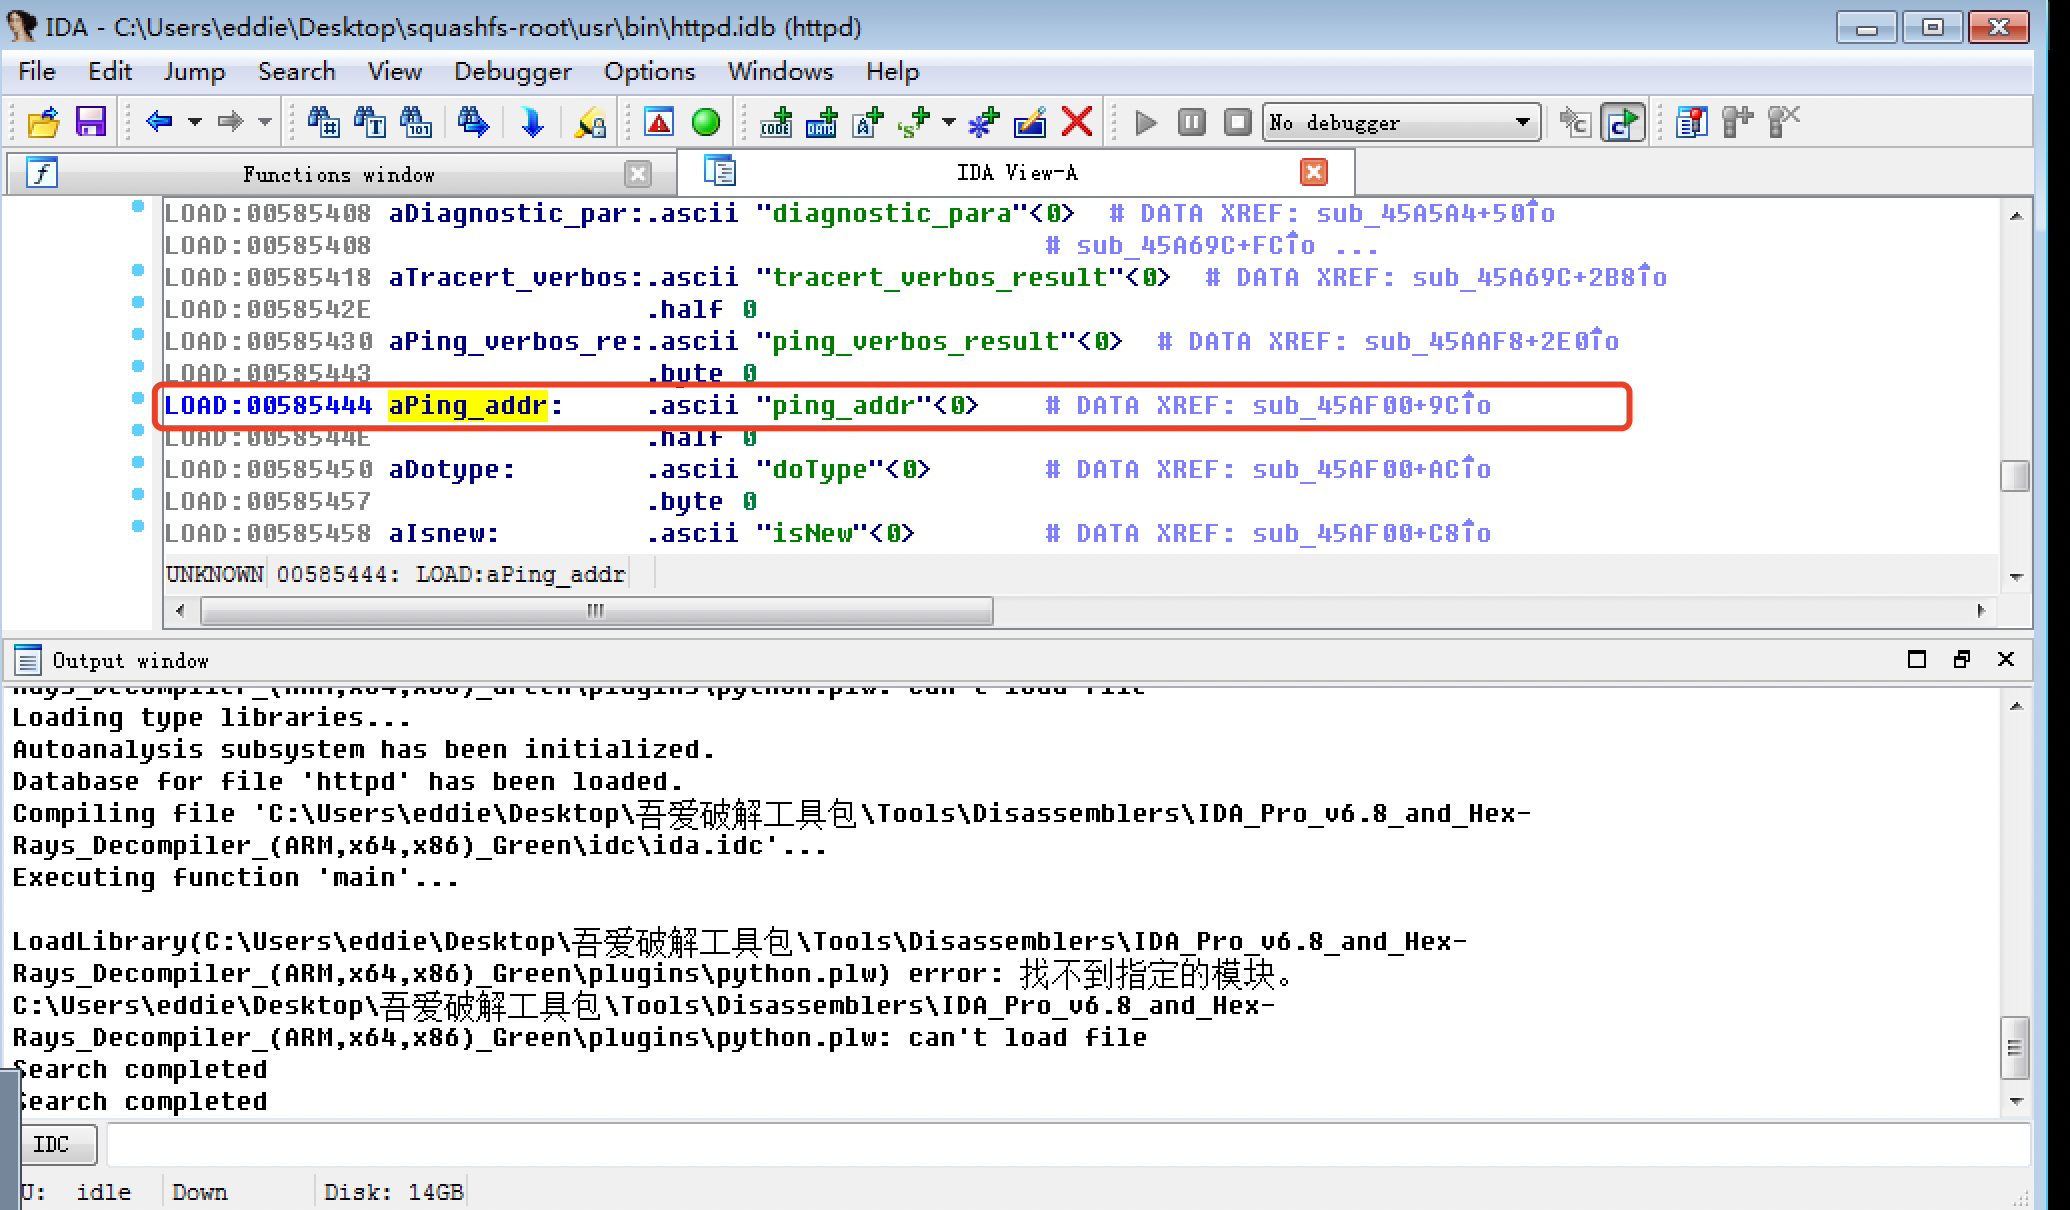 IDA - C:\Users\eddie\Desktop\squashfs-root\usr\bin\httpd.idb (httpd)
File Edit Jump Search View Debugger Options Windows Help
No debugger
Functions window IDA View-A
LOAD:00585408 aDiagnostic_par:.ascii "diagnostic_para"<0> # DATA XREF: sub_45A5A4+50↑o
LOAD:00585408 # sub_45A69C+FC↑o ...
LOAD:00585418 aTracert_verbos:.ascii "tracert_verbos_result"<0> # DATA XREF: sub_45A69C+2B8↑o
LOAD:0058542E .half 0
LOAD:00585430 aPing_verbos_re:.ascii "ping_verbos_result"<0> # DATA XREF: sub_45AAF8+2E0↑o
LOAD:00585443 .byte 0
LOAD:00585444 aPing_addr: .ascii "ping_addr"<0> # DATA XREF: sub_45AF00+9C↑o
LOAD:0058544E .half 0
LOAD:00585450 aDotype: .ascii "doType"<0> # DATA XREF: sub_45AF00+AC↑o
LOAD:00585457 .byte 0
LOAD:00585458 aIsnew: .ascii "isNew"<0> # DATA XREF: sub_45AF00+C8↑o
UNKNOWN 00585444: LOAD:aPing_addr
Output window
Rays_Decompiler_(ARM,x64,x86)_Green\plugins\python.plw: can't load file
Loading type libraries...
Autoanalysis subsystem has been initialized.
Database for file 'httpd' has been loaded.
Compiling file 'C:\Users\eddie\Desktop\吾爱破解工具包\Tools\Disassemblers\IDA_Pro_v6.8_and_Hex-
Rays_Decompiler_(ARM,x64,x86)_Green\idc\ida.idc'...
Executing function 'main'...
LoadLibrary(C:\Users\eddie\Desktop\吾爱破解工具包\Tools\Disassemblers\IDA_Pro_v6.8_and_Hex-
Rays_Decompiler_(ARM,x64,x86)_Green\plugins\python.plw) error: 找不到指定的模块。
C:\Users\eddie\Desktop\吾爱破解工具包\Tools\Disassemblers\IDA_Pro_v6.8_and_Hex-
Rays_Decompiler_(ARM,x64,x86)_Green\plugins\python.plw: can't load file
Search completed
Search completed
IDC
U: idle Down Disk: 14GB